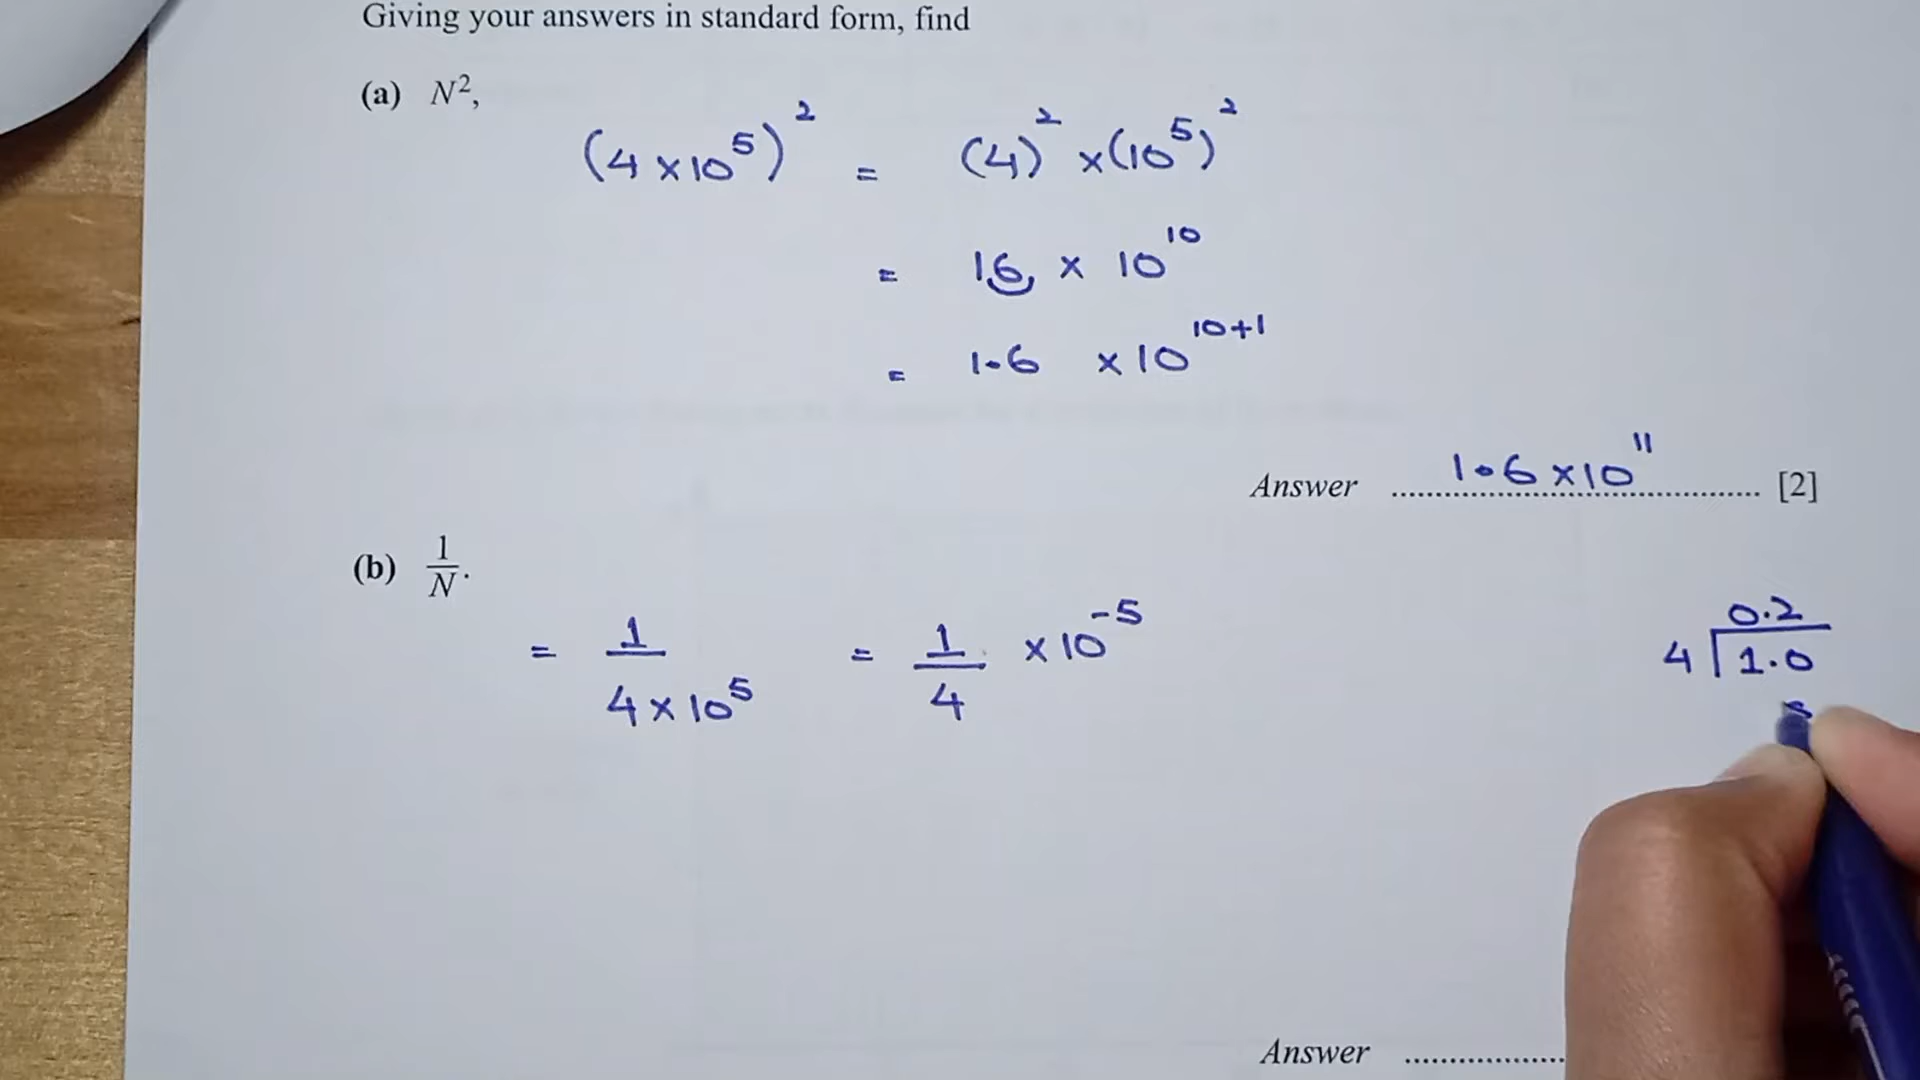 Giving your answers in standard form, find
(a) N²,
(4 × 10⁵)² = (4)² × (10⁵)²
= 16 × 10¹⁰
= 1.6 × 10¹⁰⁺¹
Answer 1.6 × 10¹¹ [2]
(b) 1/N.
= 1/(4 × 10⁵) = 1/4 × 10⁻⁵
0.2
4 1.0
Answer